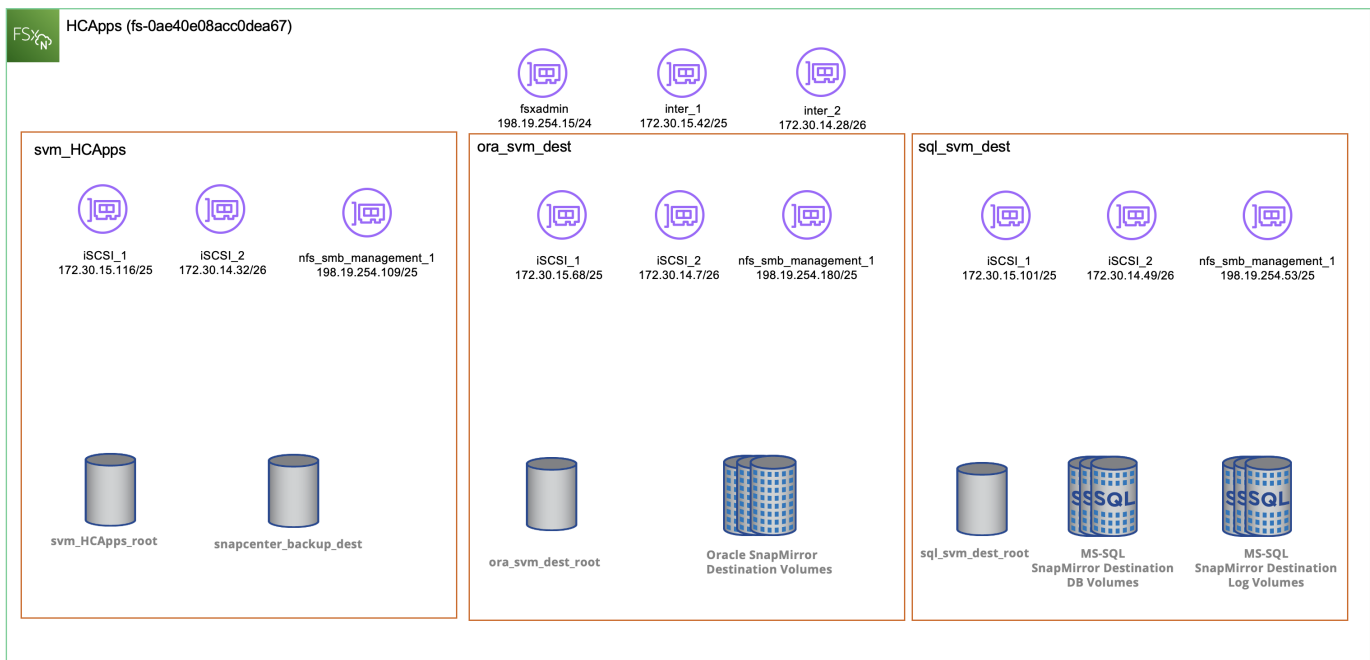 FSx
N
HCApps (fs-0ae40e08acc0dea67)
fsxadmin
198.19.254.15/24
inter_1
172.30.15.42/25
inter_2
172.30.14.28/26
svm_HCApps
iSCSI_1
172.30.15.116/25
iSCSI_2
172.30.14.32/26
nfs_smb_management_1
198.19.254.109/25
svm_HCApps_root
snapcenter_backup_dest
ora_svm_dest
iSCSI_1
172.30.15.68/25
iSCSI_2
172.30.14.7/26
nfs_smb_management_1
198.19.254.180/25
ora_svm_dest_root
Oracle SnapMirror
Destination Volumes
sql_svm_dest
iSCSI_1
172.30.15.101/25
iSCSI_2
172.30.14.49/26
nfs_smb_management_1
198.19.254.53/25
sql_svm_dest_root
S S SQL
MS-SQL
SnapMirror Destination
DB Volumes
S S SQL
MS-SQL
SnapMirror Destination
Log Volumes